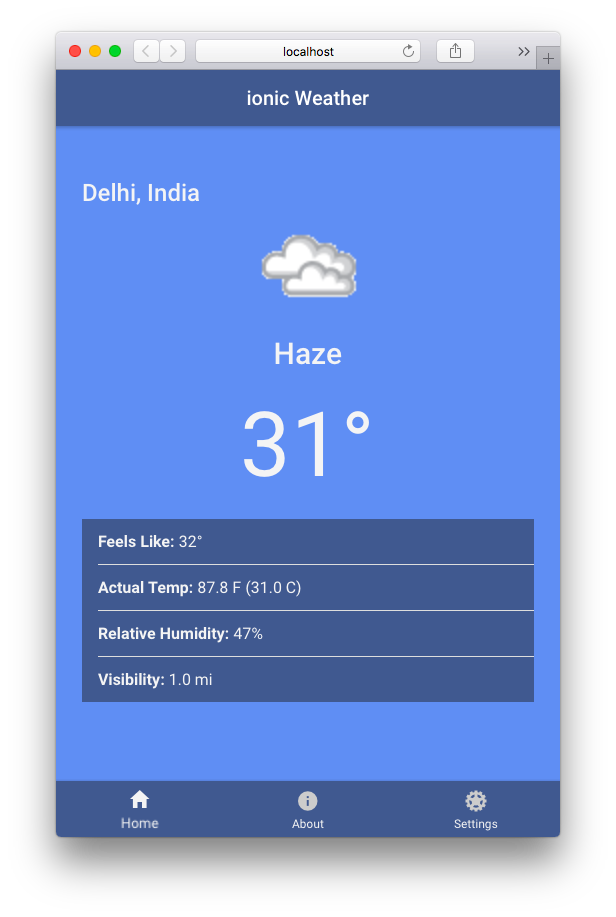 localhost
ionic Weather
Delhi, India
Haze
31°
Feels Like: 32°
Actual Temp: 87.8 F (31.0 C)
Relative Humidity: 47%
Visibility: 1.0 mi
Home
About
Settings